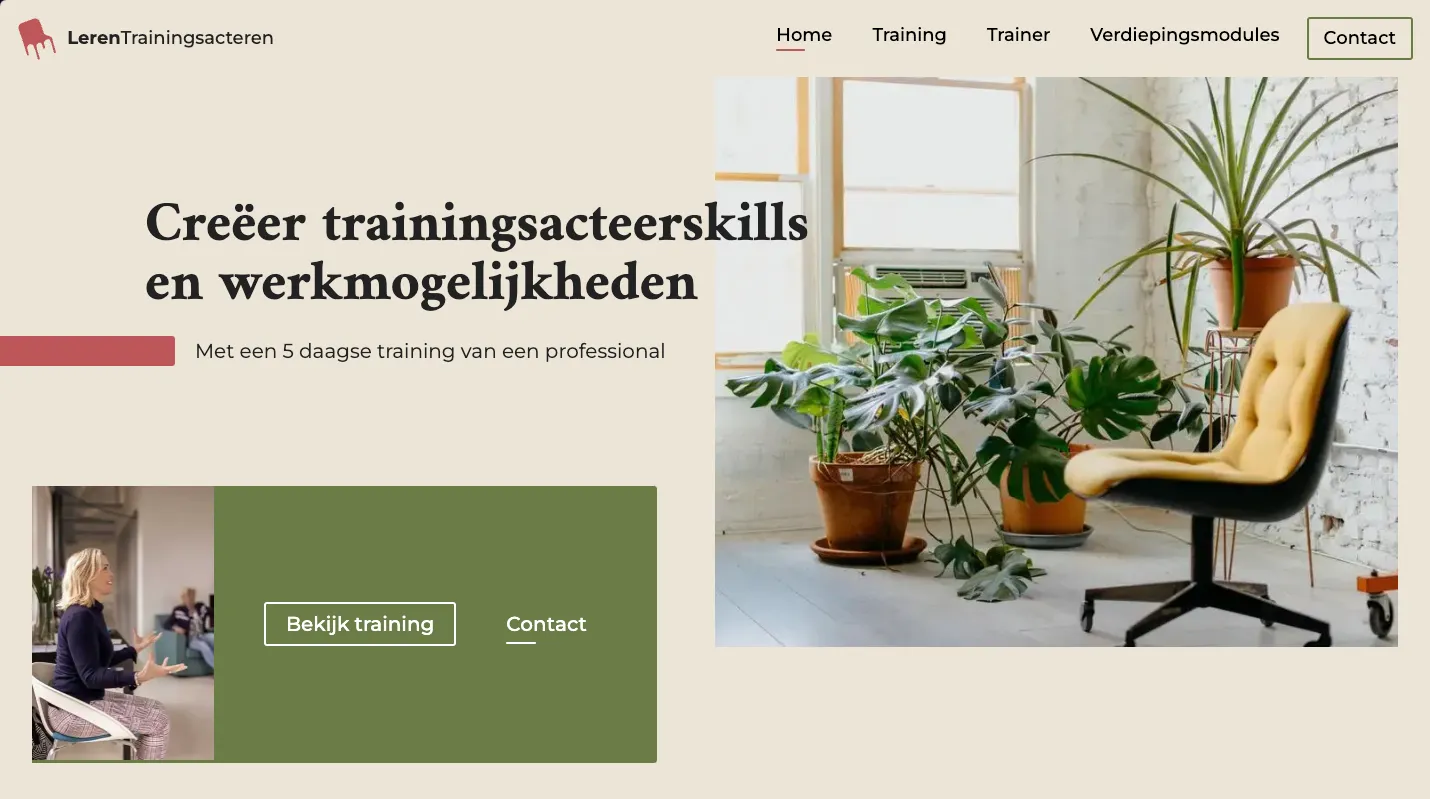 LerenTrainingsacteren
Home
Training
Trainer
Verdiepingsmodules
Contact
Creëer trainingsacteerskills
en werkmogelijkheden
Met een 5 daagse training van een professional
Bekijk training
Contact